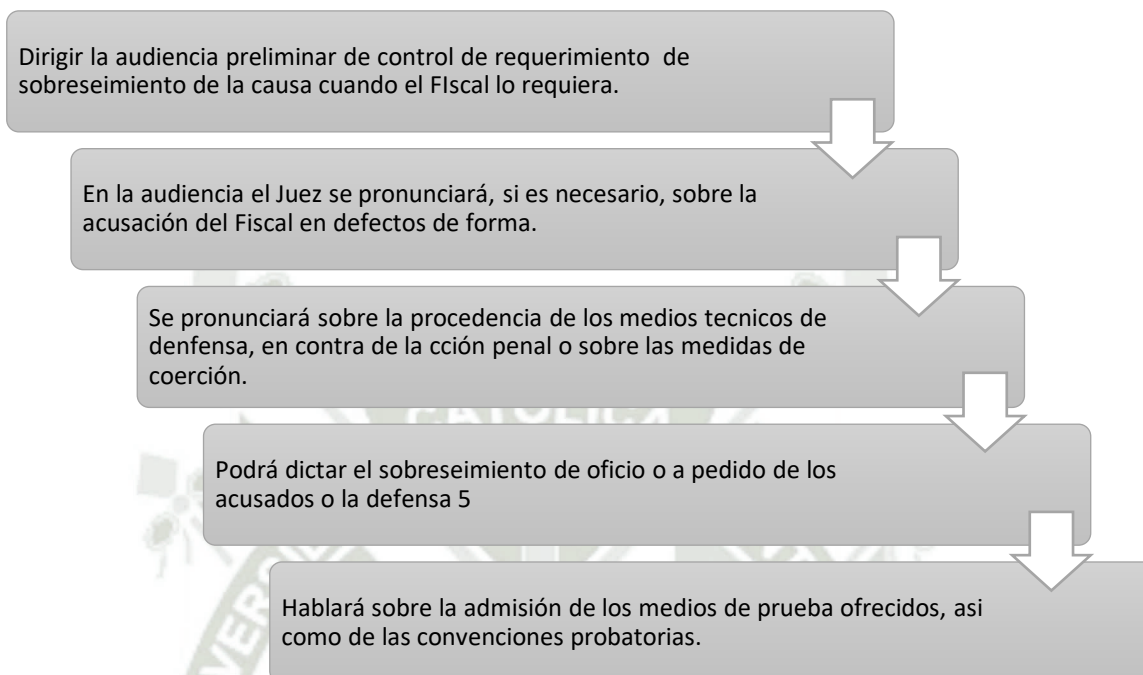 Dirigir la audiencia preliminar de control de requerimiento de
sobreseimiento de la causa cuando el FIscal lo requiera.
En la audiencia el Juez se pronunciará, si es necesario, sobre la
acusación del Fiscal en defectos de forma.
Se pronunciará sobre la procedencia de los medios tecnicos de
denfensa, en contra de la cción penal o sobre las medidas de
coerción.
CATOLICA
Podrá dictar el sobreseimiento de oficio o a pedido de los
acusados o la defensa 5
Hablará sobre la admisión de los medios de prueba ofrecidos, asi
como de las convenciones probatorias.